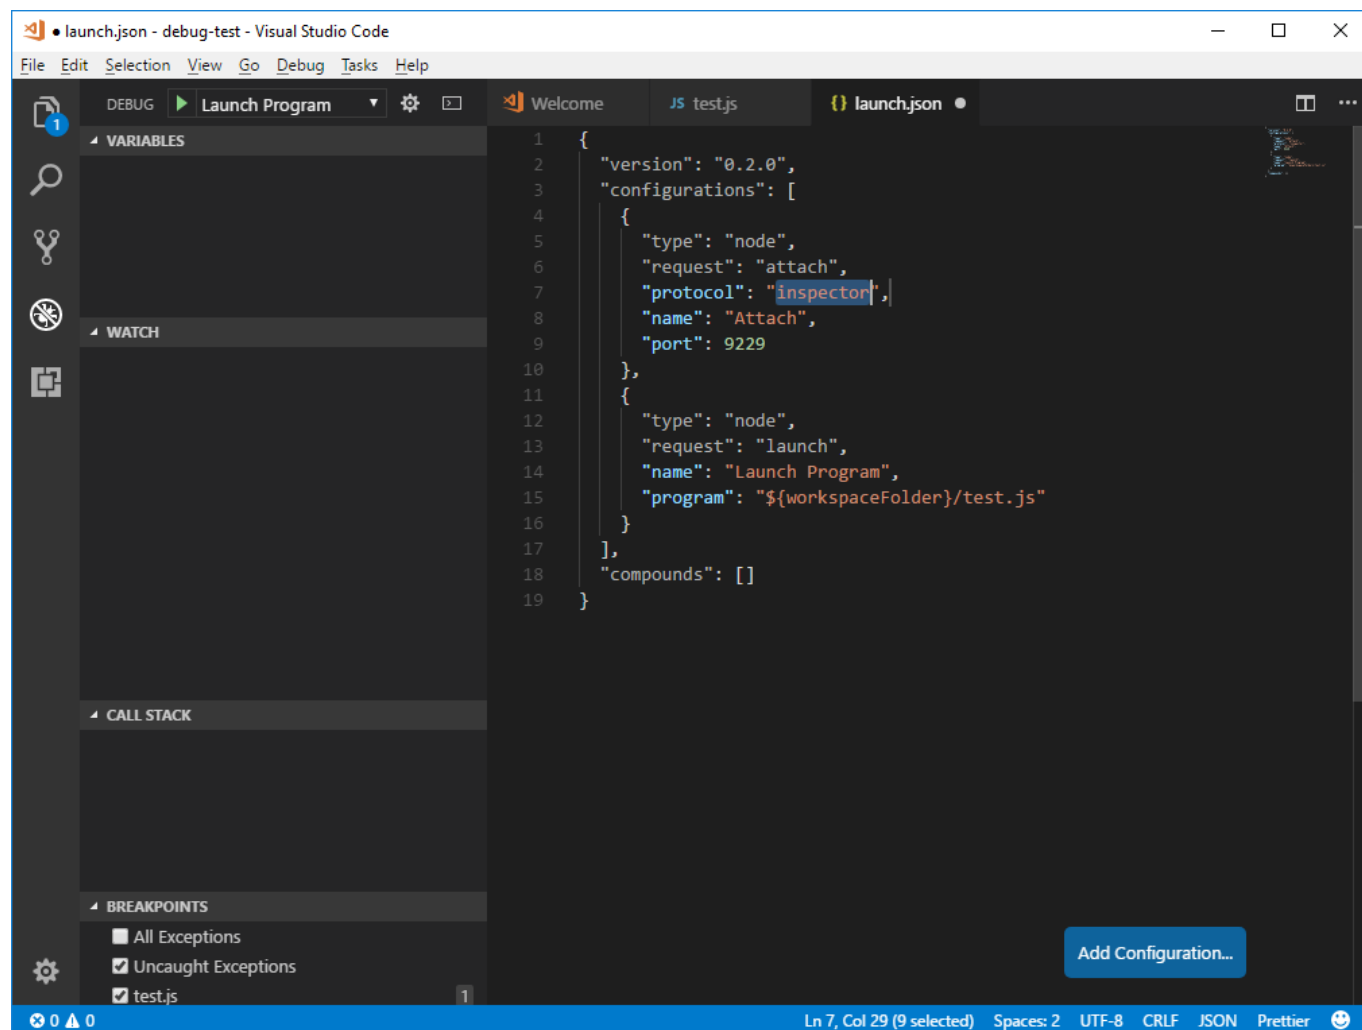 ● launch.json - debug-test - Visual Studio Code
File Edit Selection View Go Debug Tasks Help
DEBUG Launch Program
Welcome JS test.js {} launch.json ●
1
VARIABLES
WATCH
CALL STACK
BREAKPOINTS
All Exceptions
Uncaught Exceptions
test.js 1
1 {
2 "version": "0.2.0",
3 "configurations": [
4 {
5 "type": "node",
6 "request": "attach",
7 "protocol": "inspector",
8 "name": "Attach",
9 "port": 9229
10 },
11 {
12 "type": "node",
13 "request": "launch",
14 "name": "Launch Program",
15 "program": "${workspaceFolder}/test.js"
16 }
17 ],
18 "compounds": []
19 }
Add Configuration...
0 0 Ln 7, Col 29 (9 selected) Spaces: 2 UTF-8 CRLF JSON Prettier